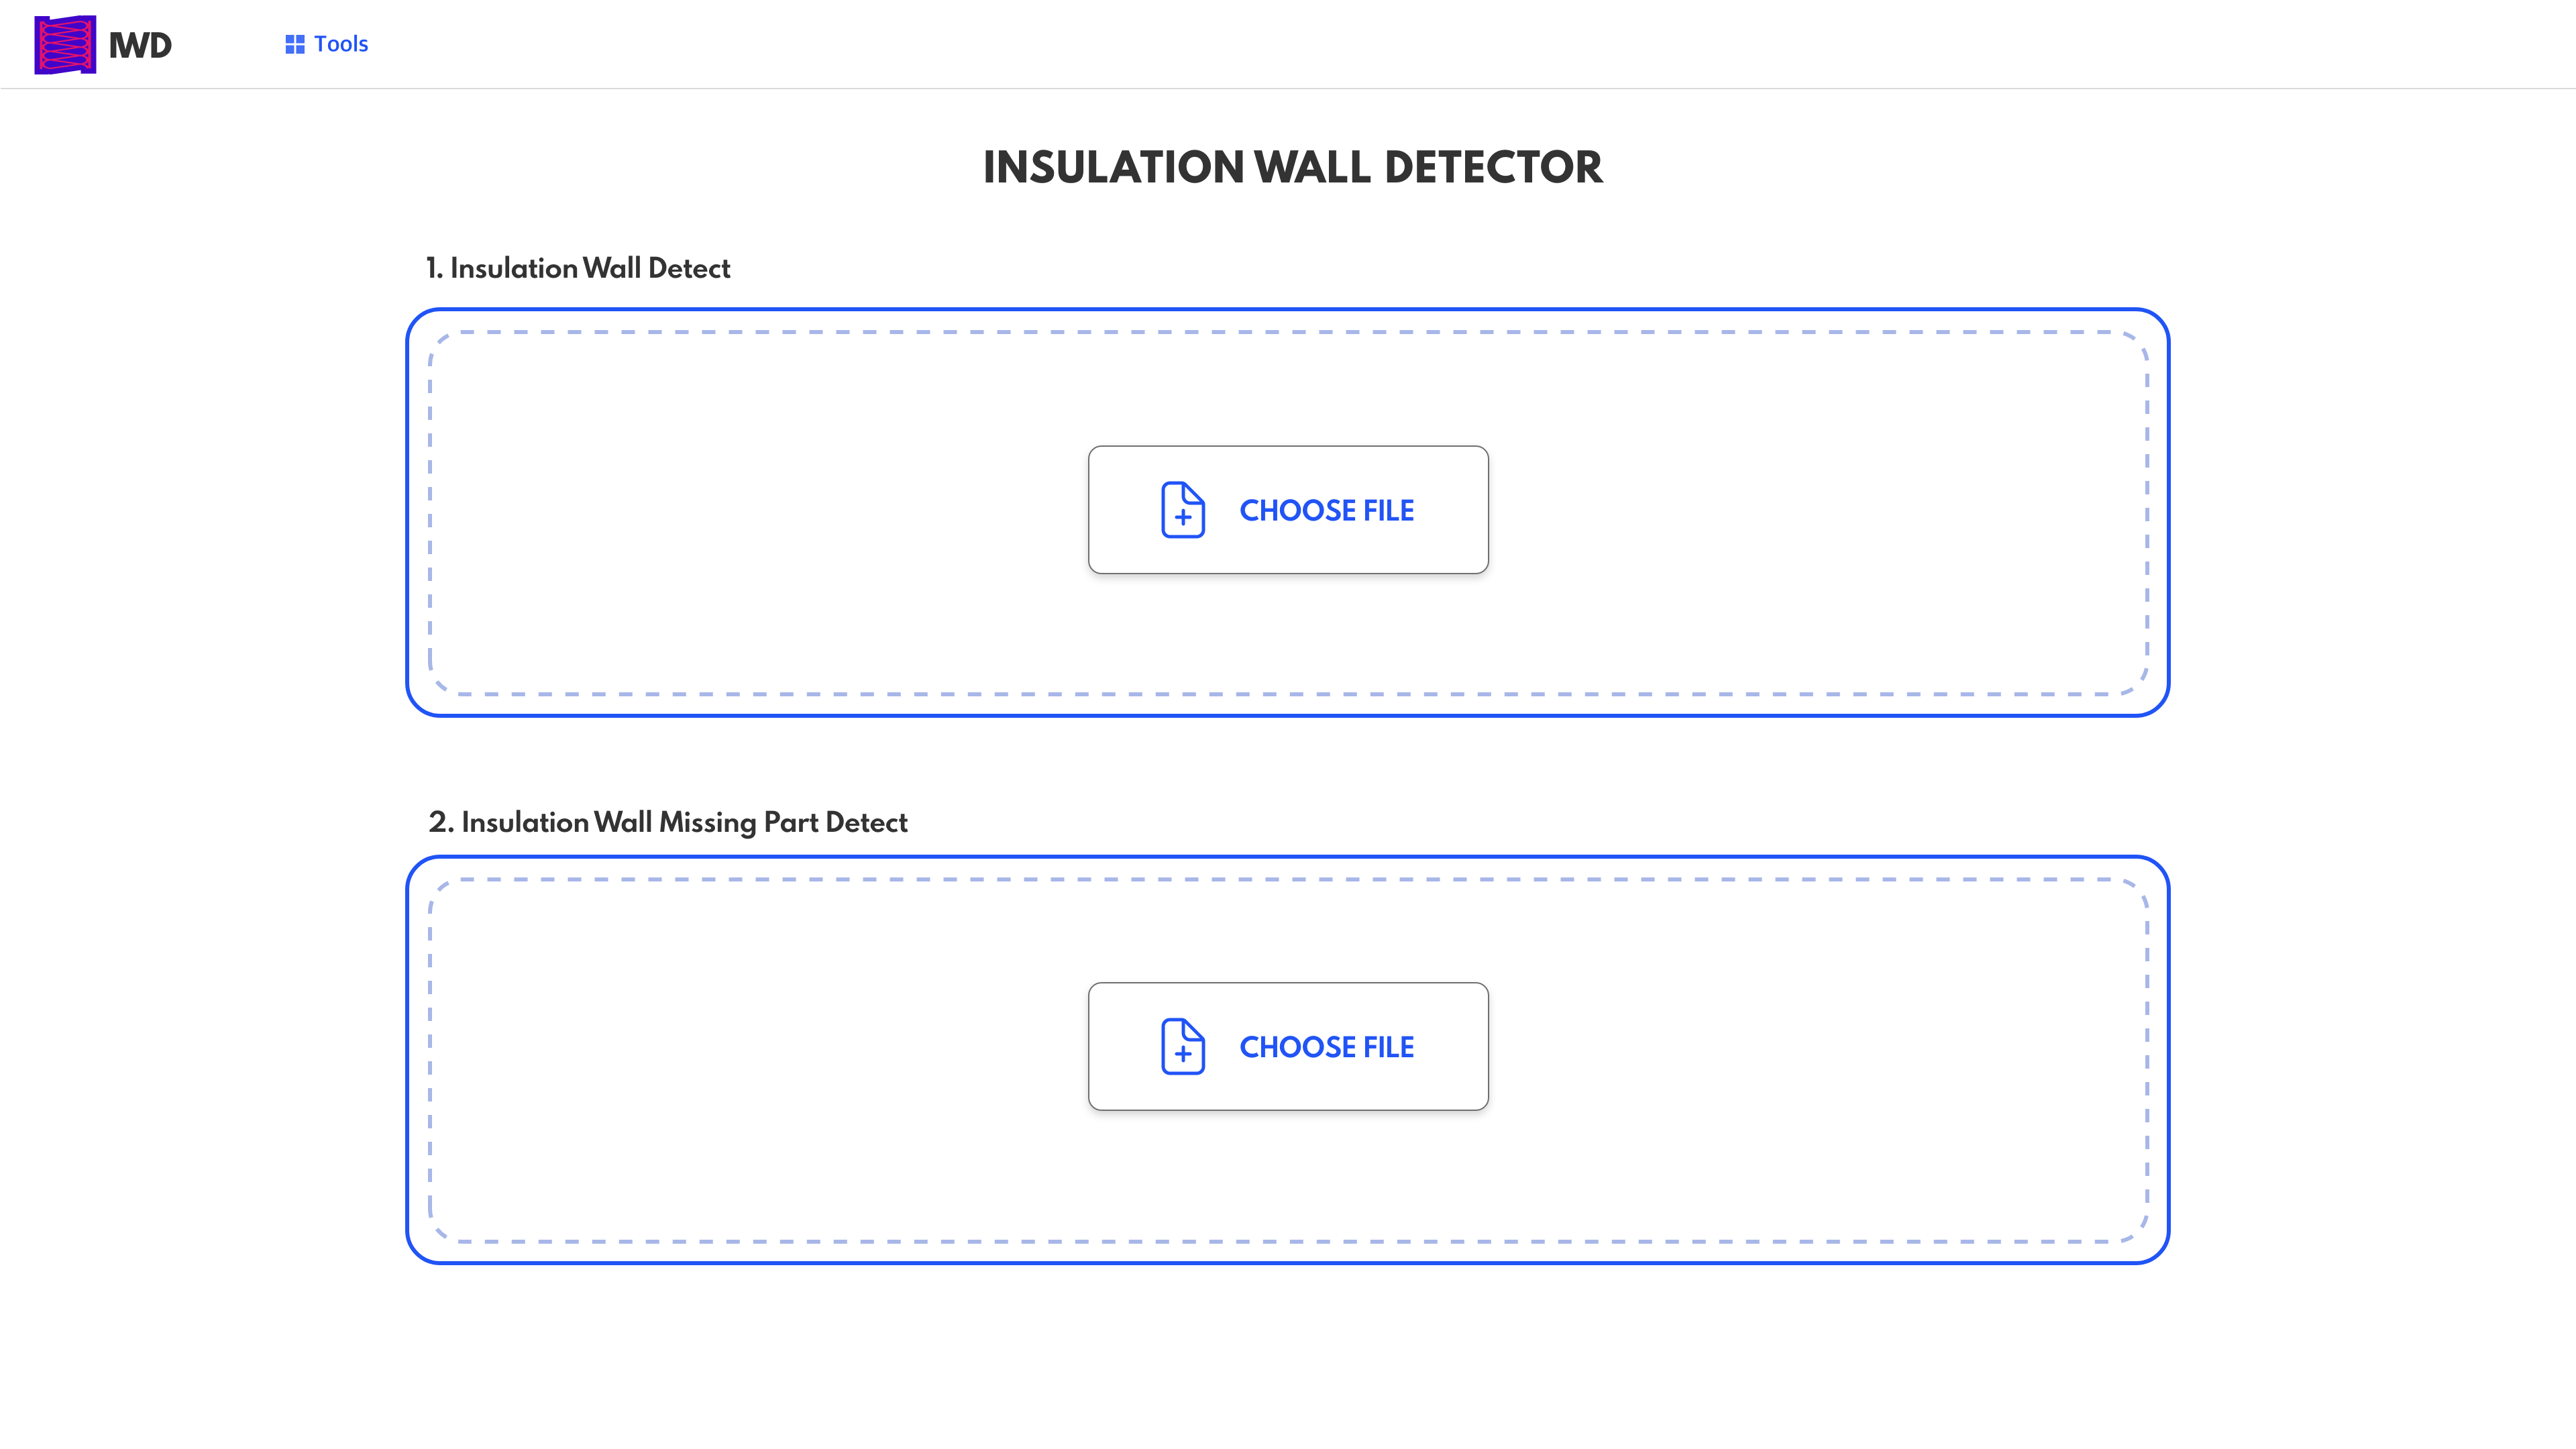 IWD
Tools
INSULATION WALL DETECTOR
1. Insulation Wall Detect
CHOOSE FILE
2. Insulation Wall Missing Part Detect
CHOOSE FILE